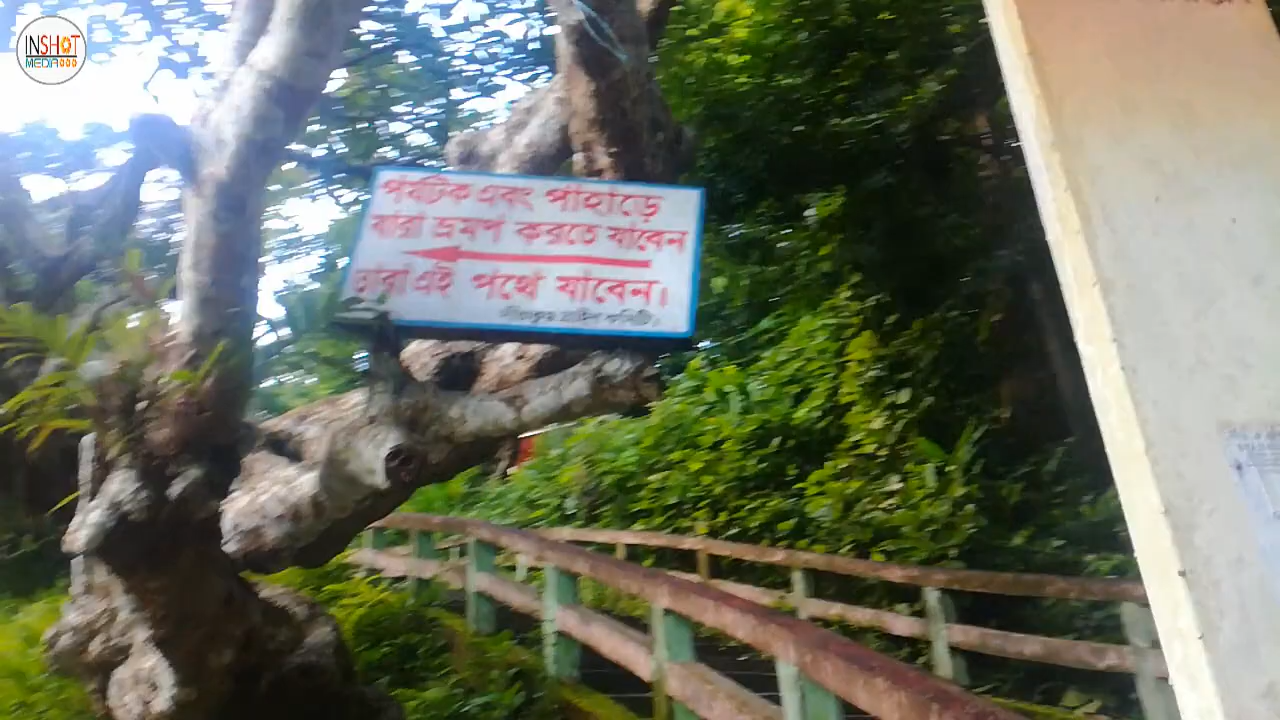 INSHOT
MEDIA
পর্যটক এবং পাহাড়ে
যারা ভ্রমণ করতে যাবেন
তারা এই পথে যাবেন।